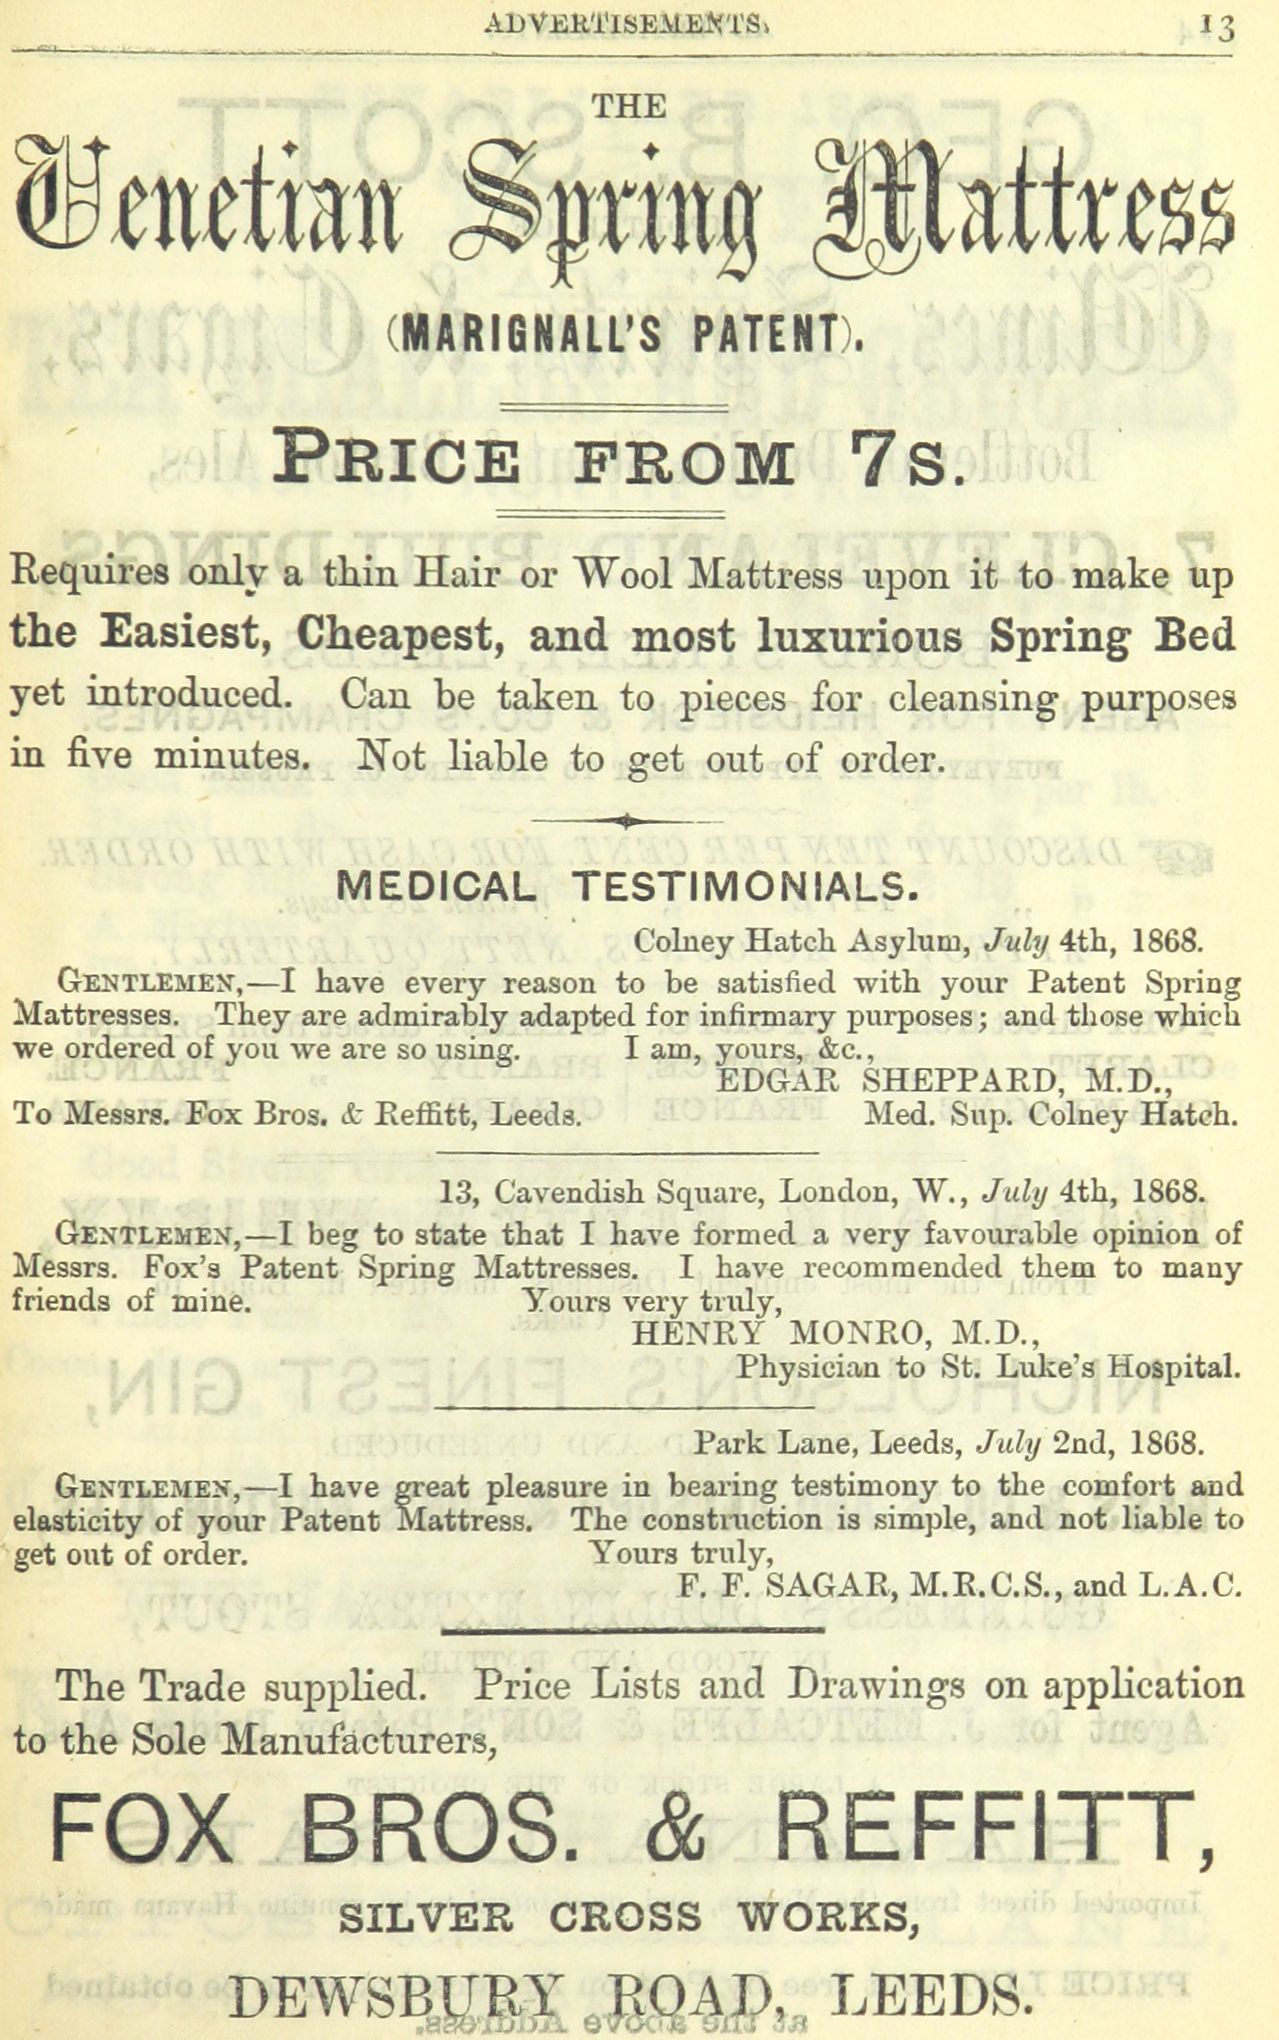 ADVERTISEMENTS. 13
THE
Venetian Spring Mattress
(MARIGNALL'S PATENT).
PRICE FROM 7s.
Requires only a thin Hair or Wool Mattress upon it to make up
the Easiest, Cheapest, and most luxurious Spring Bed
yet introduced. Can be taken to pieces for cleansing purposes
in five minutes. Not liable to get out of order.
MEDICAL TESTIMONIALS.
Colney Hatch Asylum, July 4th, 1868.
GENTLEMEN,—I have every reason to be satisfied with your Patent Spring
Mattresses. They are admirably adapted for infirmary purposes; and those which
we ordered of you we are so using. I am, yours, &c.,
EDGAR SHEPPARD, M.D.,
To Messrs. Fox Bros. & Reffitt, Leeds. Med. Sup. Colney Hatch.
13, Cavendish Square, London, W., July 4th, 1868.
GENTLEMEN,—I beg to state that I have formed a very favourable opinion of
Messrs. Fox's Patent Spring Mattresses. I have recommended them to many
friends of mine. Yours very truly,
HENRY MONRO, M.D.,
Physician to St. Luke's Hospital.
Park Lane, Leeds, July 2nd, 1868.
GENTLEMEN,—I have great pleasure in bearing testimony to the comfort and
elasticity of your Patent Mattress. The construction is simple, and not liable to
get out of order. Yours truly,
F. F. SAGAR, M.R.C.S., and L.A.C.
The Trade supplied. Price Lists and Drawings on application
to the Sole Manufacturers,
FOX BROS. & REFFITT,
SILVER CROSS WORKS,
DEWSBURY ROAD, LEEDS.